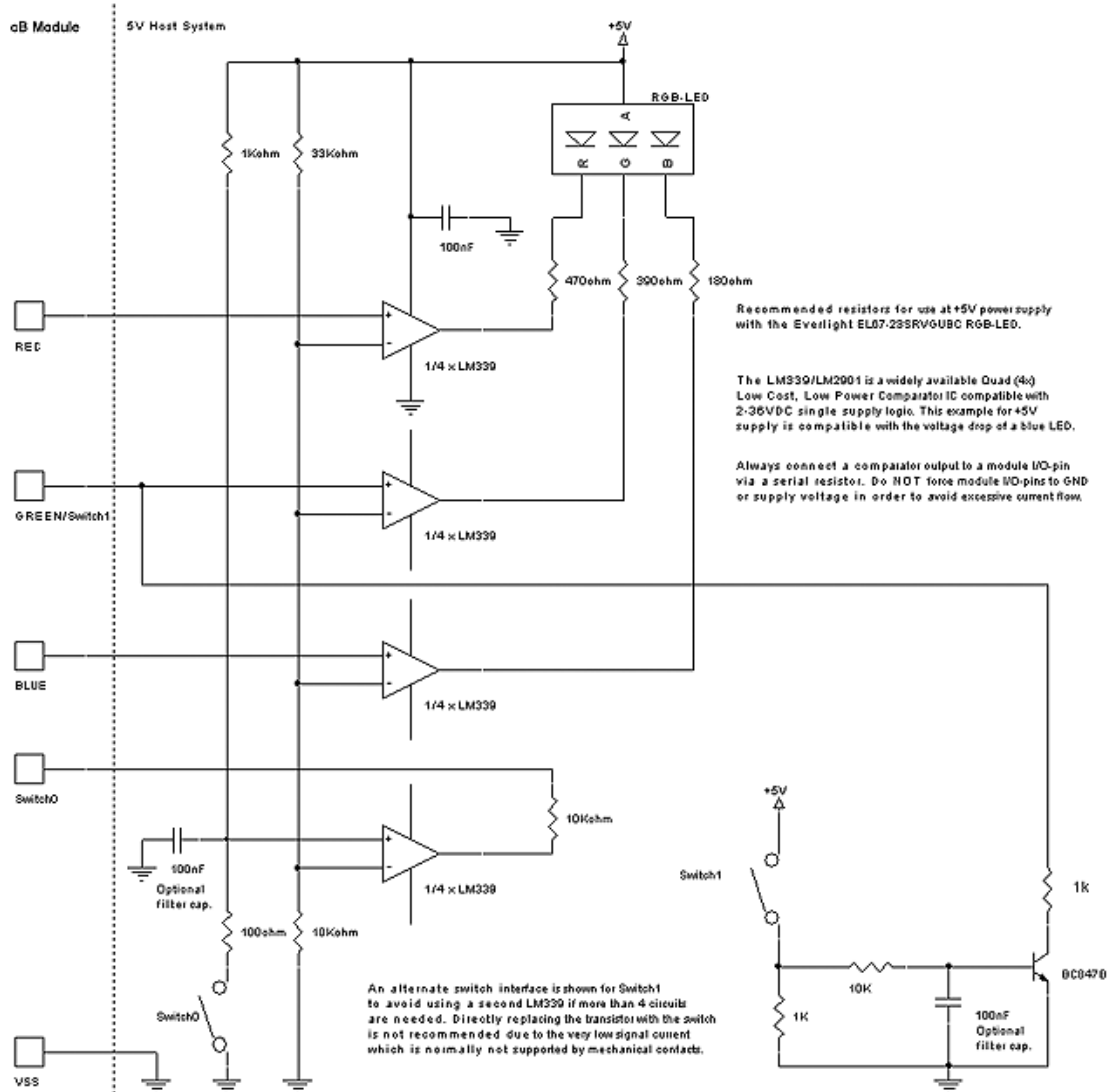 cB Module
5V Host System
+5V
RGB-LED
A
R
G
B
1Kohm
33Kohm
100nF
470ohm
390ohm
180ohm
RED
+
-
1/4 x LM339
Recommended resistors for use at +5V power supply
with the Everlight EL67-23SRVGUBC RGB-LED.
The LM339/LM2901 is a widely available Quad (4x)
Low Cost, Low Power Comparator IC compatible with
2-36VDC single supply logic. This example for +5V
supply is compatible with the voltage drop of a blue LED.
Always connect a comparator output to a module I/O-pin
via a serial resistor. Do NOT force module I/O-pins to GND
or supply voltage in order to avoid excessive current flow.
GREEN/Switch1
+
-
1/4 x LM339
BLUE
+
-
1/4 x LM339
Switch0
10Kohm
+5V
+
-
1/4 x LM339
100nF
Optional
filter cap.
Switch1
1k
100ohm
10Kohm
BC847C
10K
1K
100nF
Optional
filter cap.
An alternate switch interface is shown for Switch1
to avoid using a second LM339 if more than 4 circuits
are needed. Directly replacing the transistor with the switch
is not recommended due to the very low signal current
which is normally not supported by mechanical contacts.
Switch0
VSS